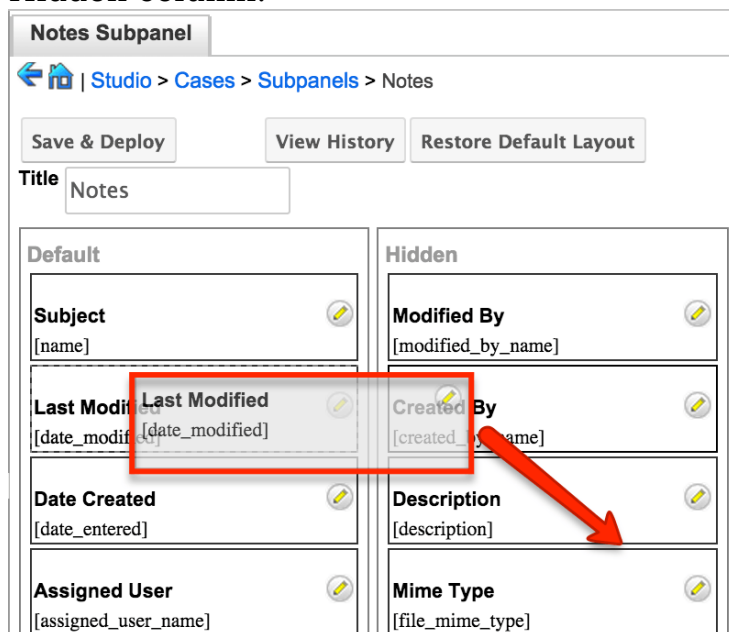 Notes Subpanel
| Studio > Cases > Subpanels > Notes
Save & Deploy View History Restore Default Layout
Title Notes
Default
Subject
[name]
Last Modified
[date_modified]
Last Modified
[date_modified]
Date Created
[date_entered]
Assigned User
[assigned_user_name]
Hidden
Modified By
[modified_by_name]
Created By
[created_by_name]
Description
[description]
Mime Type
[file_mime_type]